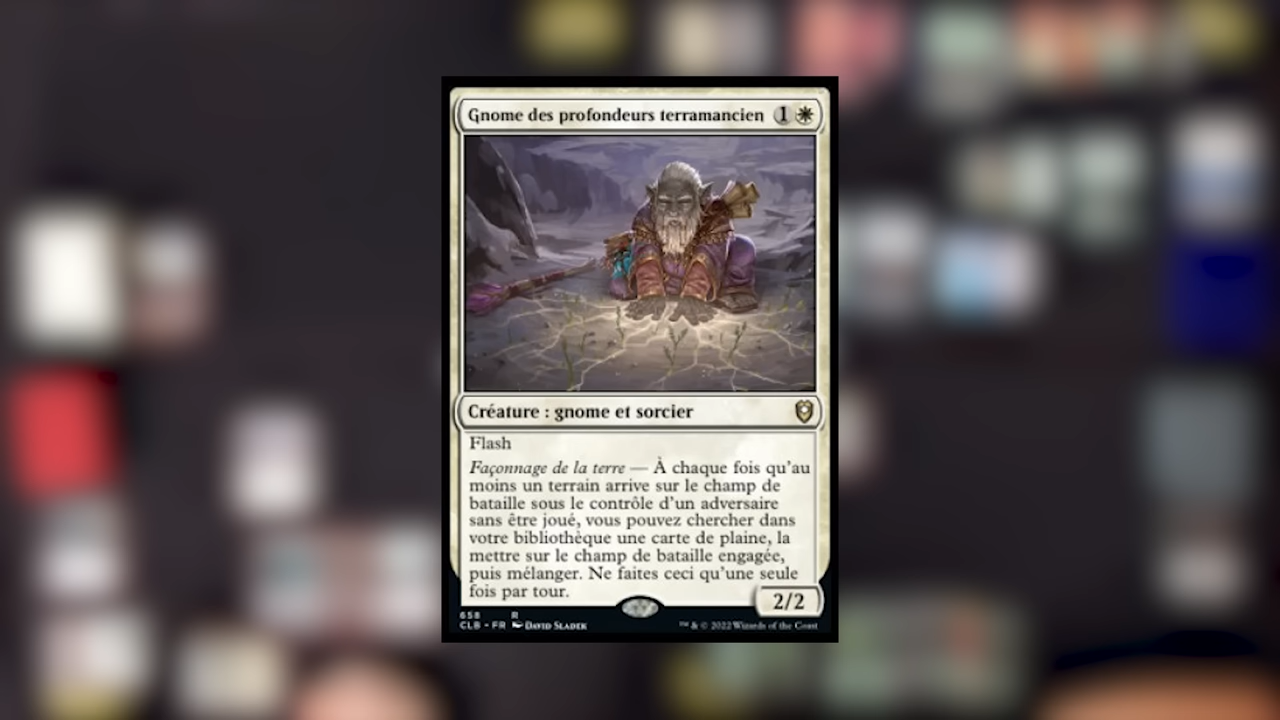 Gnome des profondeurs terramancien 1
Créature : gnome et sorcier
Flash
Façonnage de la terre — À chaque fois qu'au
moins un terrain arrive sur le champ de
bataille sous le contrôle d'un adversaire
sans être joué, vous pouvez chercher dans
votre bibliothèque une carte de plaine, la
mettre sur le champ de bataille engagée,
puis mélanger. Ne faites ceci qu'une seule
fois par tour.
2/2
658 R
CLB - FR DAVID SLADEK
™ & © 2022 Wizards of the Coast